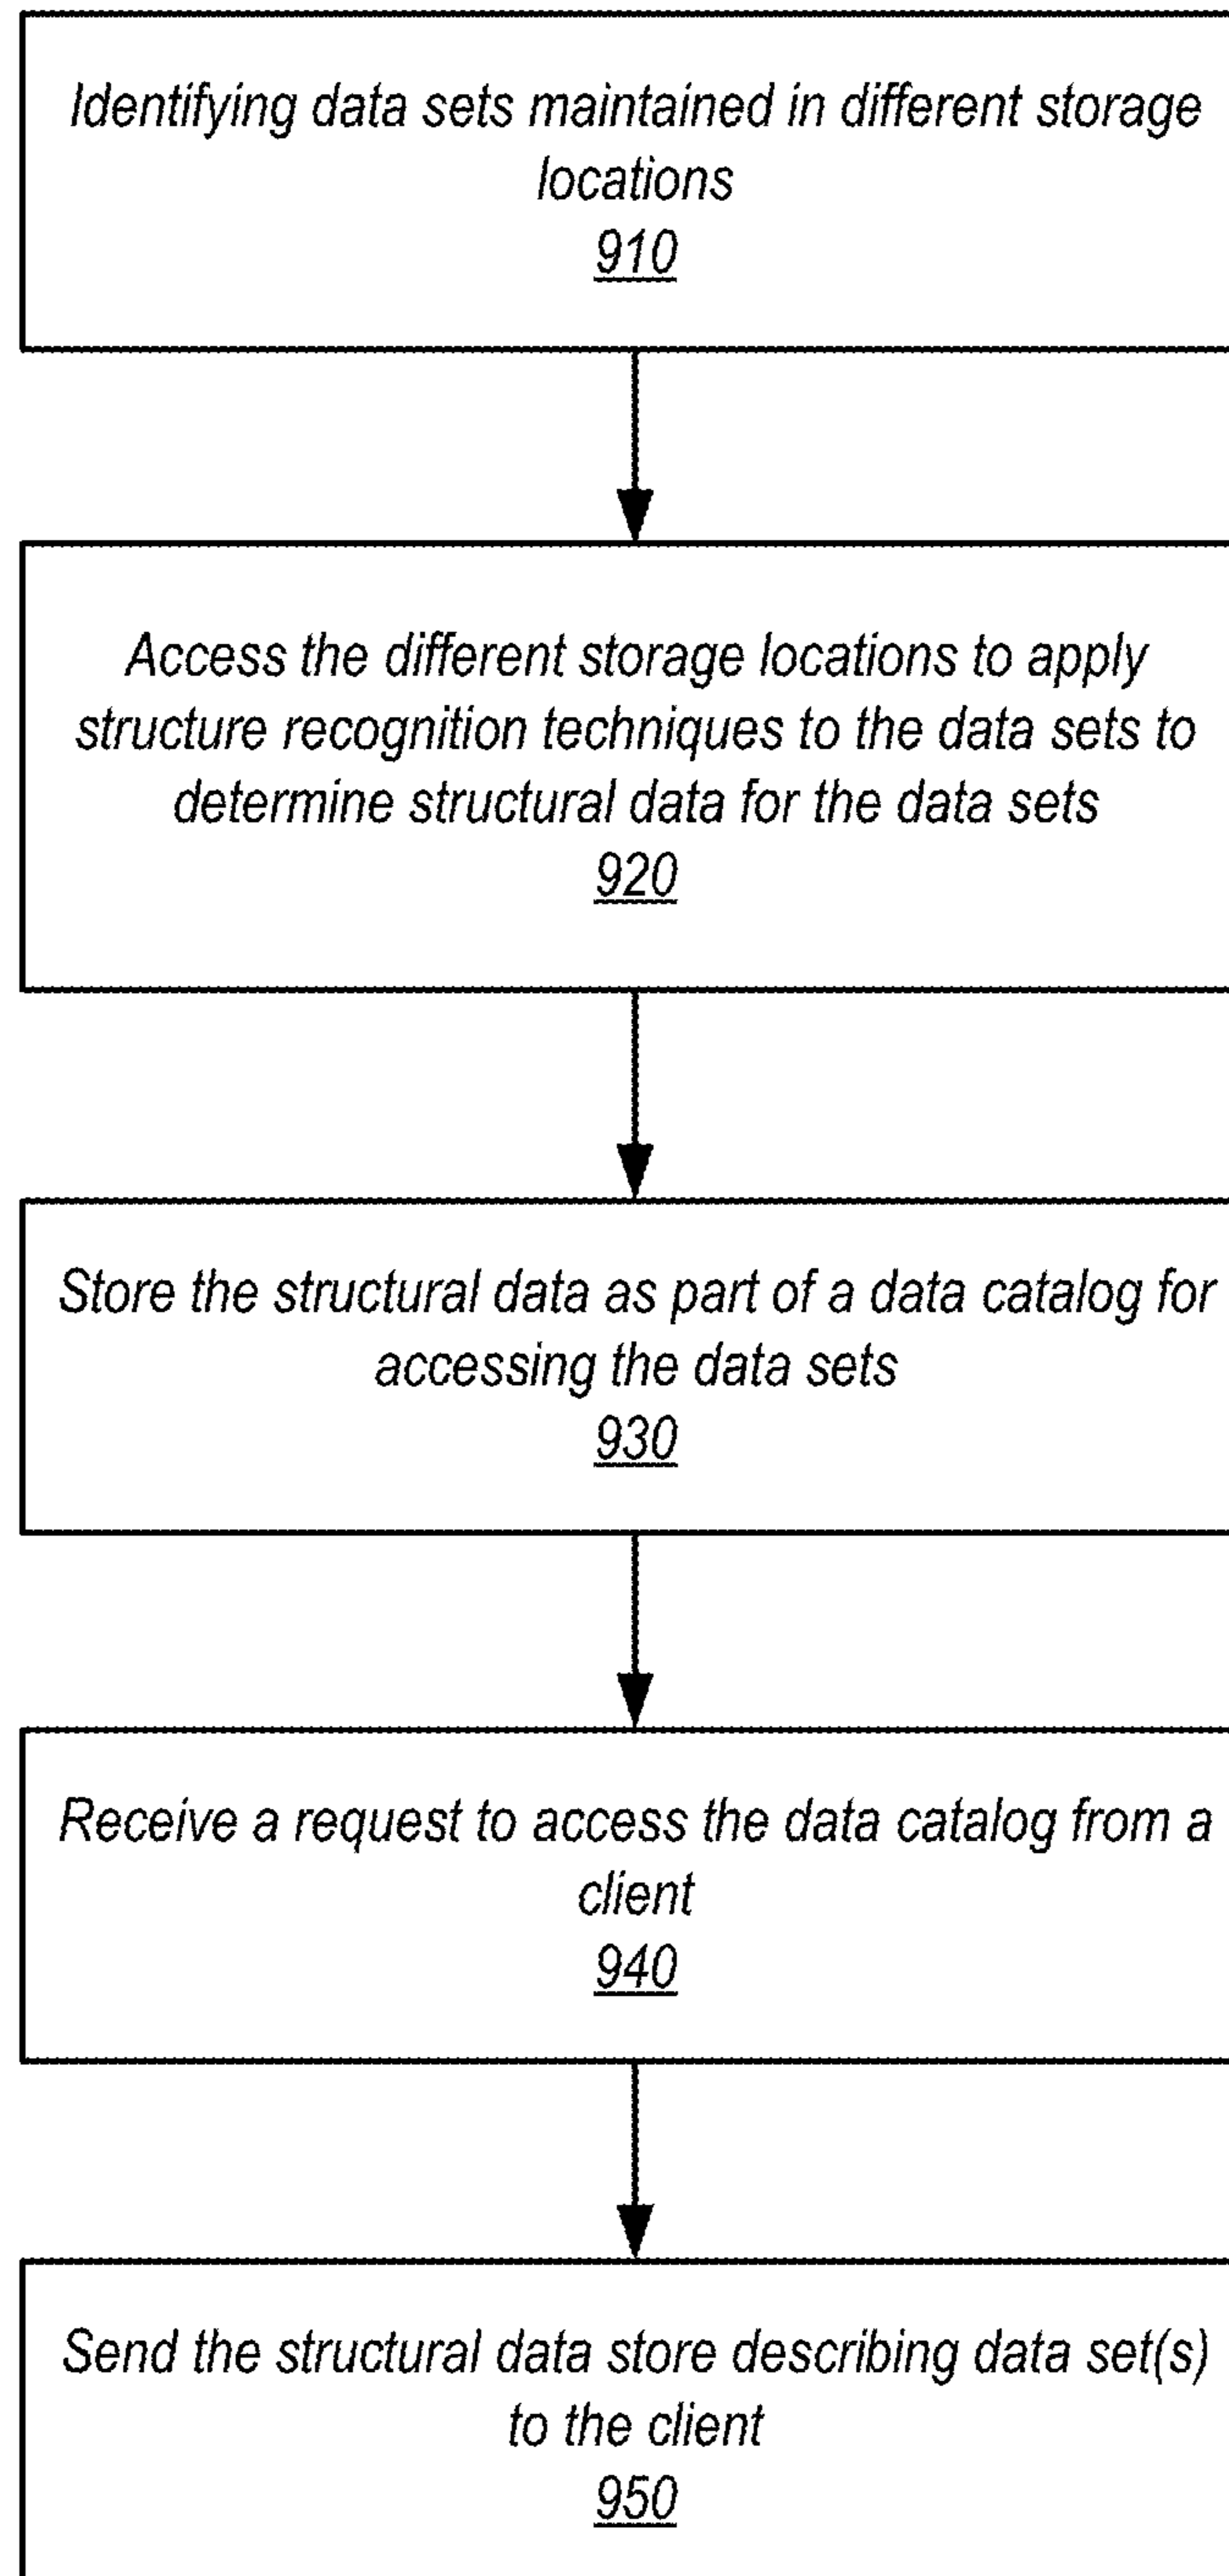 Identifying data sets maintained in different storage
locations
910
Access the different storage locations to apply
structure recognition techniques to the data sets to
determine structural data for the data sets
920
Store the structural data as part of a data catalog for
accessing the data sets
930
Receive a request to access the data catalog from a
client
940
Send the structural data store describing data set(s)
to the client
950